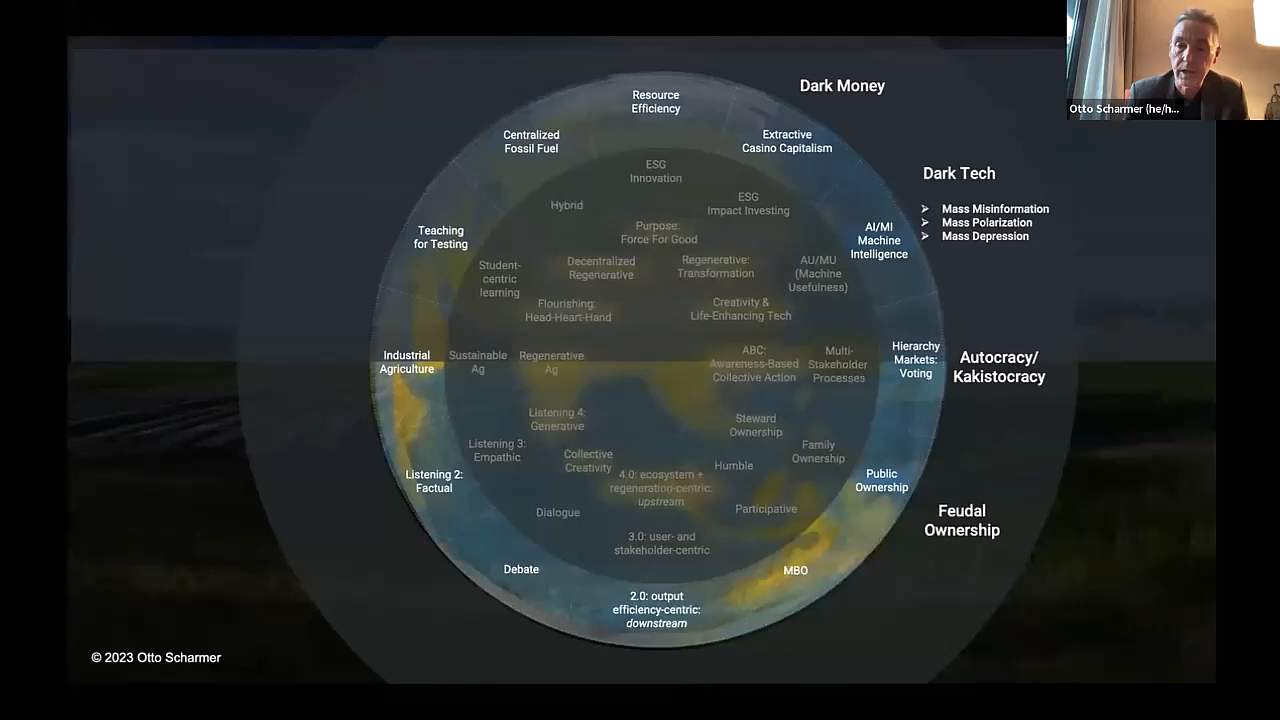 Dark Money
Resource
Efficiency
Centralized
Fossil Fuel
Extractive
Casino Capitalism
Otto Scharmer (he/h...
ESG
Innovation
Dark Tech
Hybrid
ESG
Impact Investing
Mass Misinformation
Mass Polarization
Mass Depression
Teaching
for Testing
Purpose:
Force For Good
AI/MI
Machine
Intelligence
Student-
centric
learning
Decentralized
Regenerative
Regenerative:
Transformation
AU/MU
(Machine
Usefulness)
Flourishing:
Head-Heart-Hand
Creativity &
Life-Enhancing Tech
Industrial
Agriculture
Sustainable
Ag
Regenerative
Ag
ABC:
Awareness-Based
Collective Action
Multi-
Stakeholder
Processes
Hierarchy
Markets:
Voting
Autocracy/
Kakistocracy
Listening 4:
Generative
Steward
Ownership
Listening 3:
Empathic
Collective
Creativity
Humble
Family
Ownership
Listening 2:
Factual
4.0: ecosystem +
regeneration-centric:
upstream
Public
Ownership
Dialogue
Participative
Feudal
Ownership
3.0: user- and
stakeholder-centric
Debate
MBO
2.0: output
efficiency-centric:
downstream
© 2023 Otto Scharmer